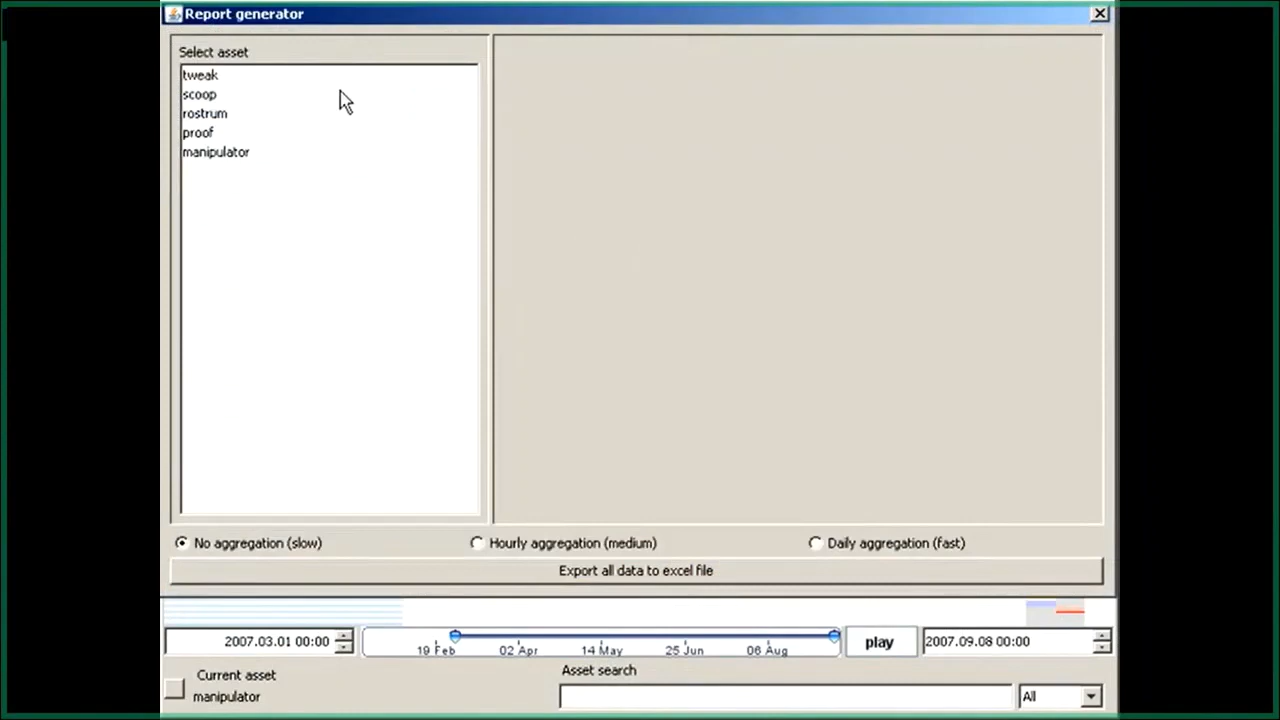 Report generator
Select asset
tweak
scoop
rostrum
proof
manipulator
No aggregation (slow) Hourly aggregation (medium) Daily aggregation (fast)
Export all data to excel file
2007.03.01 00:00 19 Feb 02 Apr 14 May 25 Jun 06 Aug play 2007.09.08 00:00
Current asset Asset search
manipulator All